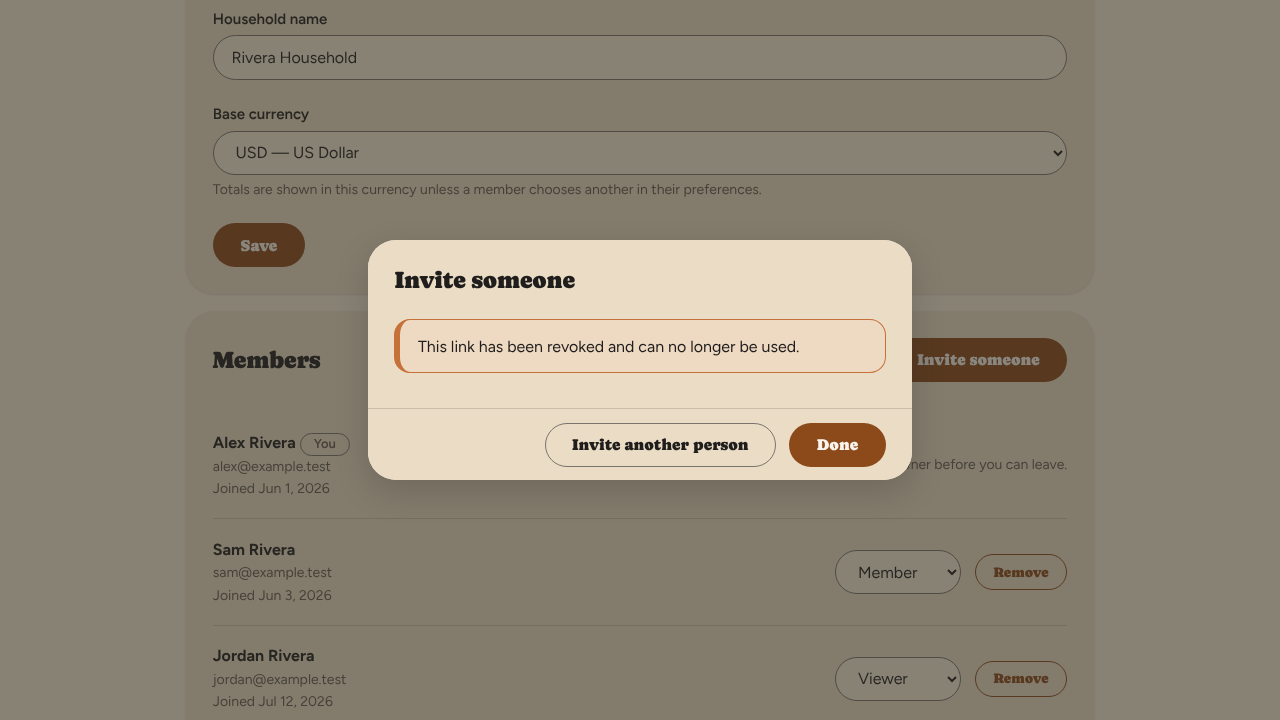 Household name
Rivera Household
Base currency
USD — US Dollar
Totals are shown in this currency unless a member chooses another in their preferences.
Save
Invite someone
This link has been revoked and can no longer be used.
Invite another person
Done
Members
Invite someone
Alex Rivera You
alex@example.test
Joined Jun 1, 2026
before you can leave.
Sam Rivera
sam@example.test
Joined Jun 3, 2026
Member
Remove
Jordan Rivera
jordan@example.test
Joined Jul 12, 2026
Viewer
Remove